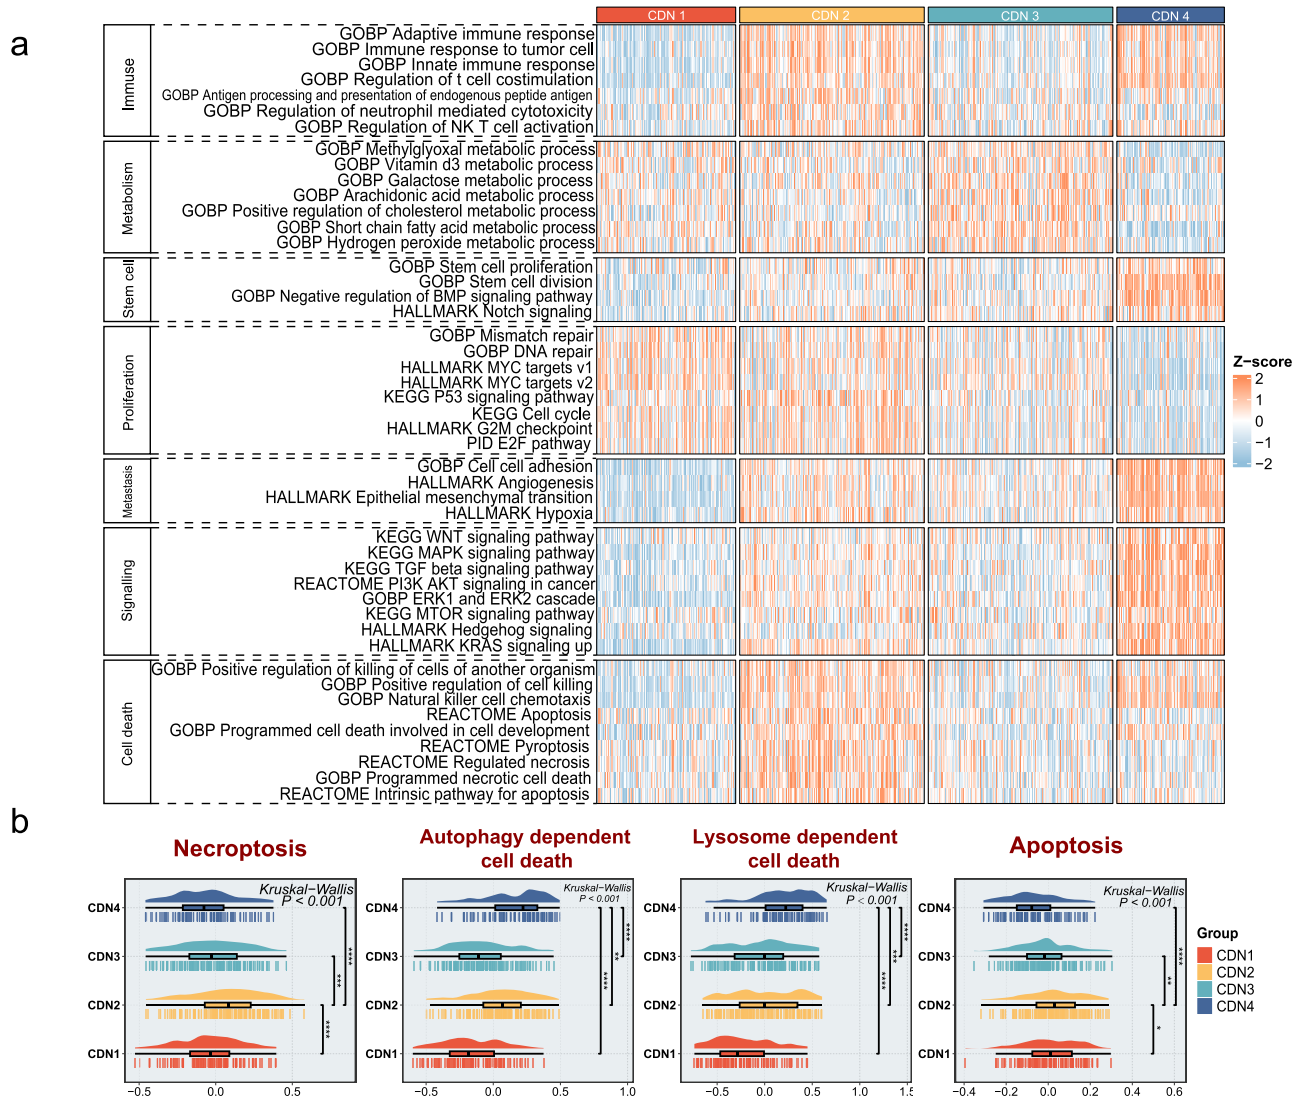 a
CDN 1
CDN 2
CDN 3
CDN 4
Immune
GOBP Adaptive immune response
GOBP Immune response to tumor cell
GOBP Innate immune response
GOBP Regulation of t cell costimulation
GOBP Antigen processing and presentation of endogenous peptide antigen
GOBP Regulation of neutrophil mediated cytotoxicity
GOBP Regulation of NK T cell activation
Metabolism
GOBP Methylglyoxal metabolic process
GOBP Vitamin d3 metabolic process
GOBP Galactose metabolic process
GOBP Arachidonic acid metabolic process
GOBP Positive regulation of cholesterol metabolic process
GOBP Short chain fatty acid metabolic process
GOBP Hydrogen peroxide metabolic process
Stem cell
GOBP Stem cell proliferation
GOBP Stem cell division
GOBP Negative regulation of BMP signaling pathway
HALLMARK Notch signaling
Proliferation
GOBP Mismatch repair
GOBP DNA repair
HALLMARK MYC targets v1
HALLMARK MYC targets v2
KEGG P53 signaling pathway
KEGG Cell cycle
HALLMARK G2M checkpoint
PID E2F pathway
Metastasis
GOBP Cell cell adhesion
HALLMARK Angiogenesis
HALLMARK Epithelial mesenchymal transition
HALLMARK Hypoxia
Signalling
KEGG WNT signaling pathway
KEGG MAPK signaling pathway
KEGG TGF beta signaling pathway
REACTOME PI3K AKT signaling in cancer
GOBP ERK1 and ERK2 cascade
KEGG MTOR signaling pathway
HALLMARK Hedgehog signaling
HALLMARK KRAS signaling up
Cell death
GOBP Positive regulation of killing of cells of another organism
GOBP Positive regulation of cell killing
GOBP Natural killer cell chemotaxis
REACTOME Apoptosis
GOBP Programmed cell death involved in cell development
REACTOME Pyroptosis
REACTOME Regulated necrosis
GOBP Programmed necrotic cell death
REACTOME Intrinsic pathway for apoptosis
Z−score
2
1
0
−1
−2
b
Necroptosis
Kruskal−Wallis
P < 0.001
CDN4
CDN3
CDN2
CDN1
****
***
****
−0.5
0.0
0.5
Autophagy dependent
cell death
Kruskal−Wallis
P < 0.001
CDN4
CDN3
CDN2
CDN1
****
**
****
−0.5
0.0
0.5
1.0
Lysosome dependent
cell death
Kruskal−Wallis
P < 0.001
CDN4
CDN3
CDN2
CDN1
****
***
****
−0.5
0.0
0.5
1.0
1.5
Apoptosis
Kruskal−Wallis
P < 0.001
CDN4
CDN3
CDN2
CDN1
****
**
*
−0.4
−0.2
0.0
0.2
0.4
0.6
Group
CDN1
CDN2
CDN3
CDN4